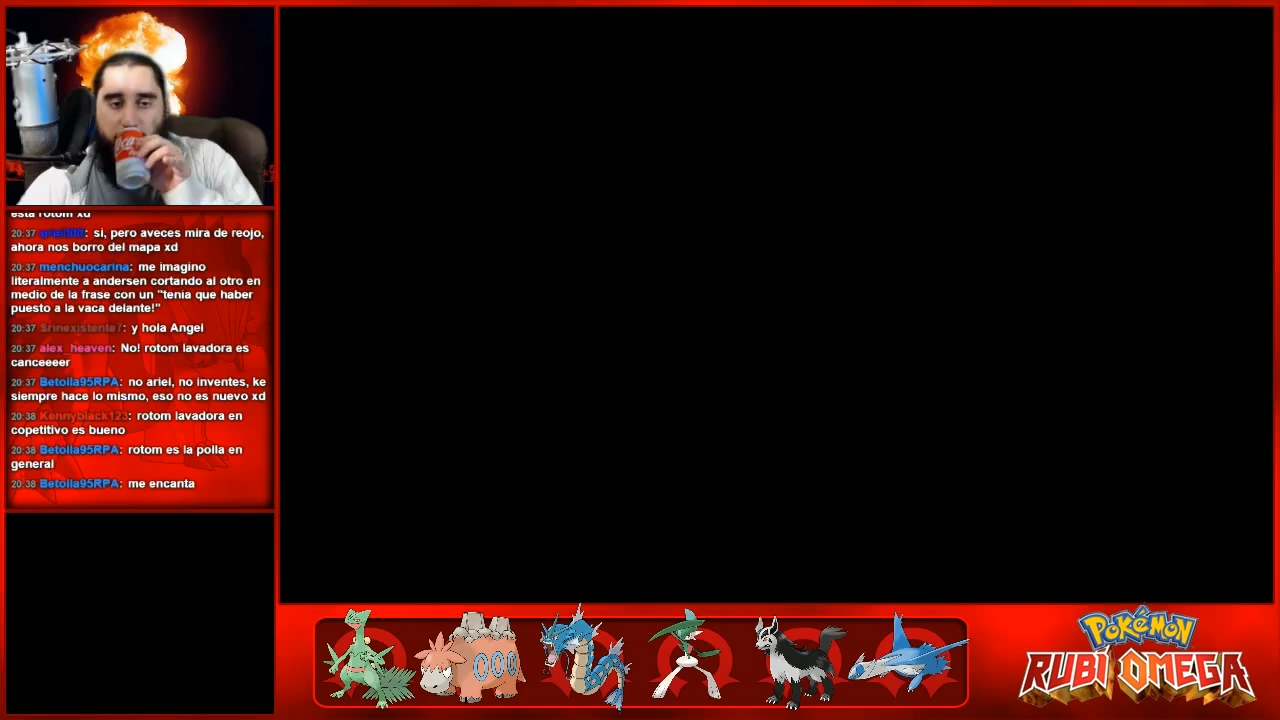 esta rotom xd
20:37 : si, pero aveces mira de reojo,
ahora nos borro del mapa xd
20:37 menchuocarina: me imagino
literalmente a andersen cortando al otro en
medio de la frase con un "tenia que haber
puesto a la vaca delante!"
20:37 Srinexistente7: y hola Angel
20:37 alex_heaven: No! rotom lavadora es
canceeeer
20:37 Betolla95RPA: no ariel, no inventes, ke
siempre hace lo mismo, eso no es nuevo xd
20:38 Kennyblack123: rotom lavadora en
copetitivo es bueno
20:38 Betolla95RPA: rotom es la polla en
general
20:38 Betolla95RPA: me encanta
POKéMON
RUBI OMEGA